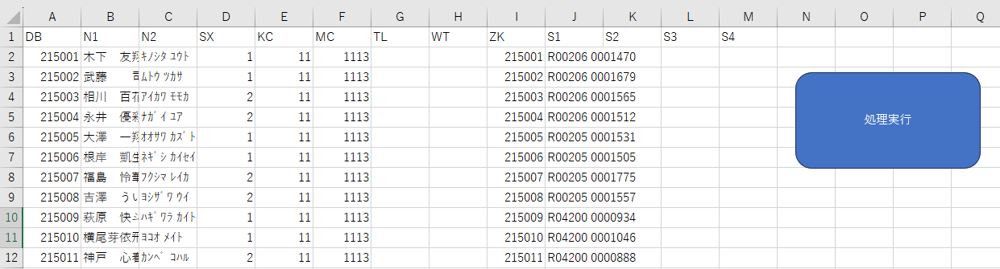 A B C D E F G H I J K L M N O P Q
1 DB N1 N2 SX KC MC TL WT ZK S1 S2 S3 S4
2 215001 木下　友翔 ｷﾉｼﾀ ﾕｳﾄ 1 11 1113 215001 R00206 0001470
3 215002 武藤　　司 ﾑﾄｳ ﾂｶｻ 1 11 1113 215002 R00206 0001679
4 215003 相川　百花 ｱｲｶﾜ ﾓﾓｶ 2 11 1113 215003 R00206 0001565
処理実行
5 215004 永井　優 ﾅｶﾞｲ ﾕｱ 2 11 1113 215004 R00206 0001512
6 215005 大澤　一翔 ｵｵｻﾜ ｶｽﾞﾄ 1 11 1113 215005 R00205 0001531
7 215006 根岸　凱生 ﾈｷﾞｼ ｶｲｾｲ 1 11 1113 215006 R00205 0001505
8 215007 福島　怜 ﾌｸｼﾏ ﾚｲｶ 2 11 1113 215007 R00205 0001775
9 215008 吉澤　うい ﾖｼｻﾞﾜ ｳｲ 2 11 1113 215008 R00205 0001557
10 215009 萩原　快斗 ﾊｷﾞﾜﾗ ｶｲﾄ 1 11 1113 215009 R04200 0000934
11 215010 横尾芽依飛 ﾖｺｵ ﾒｲﾄ 1 11 1113 215010 R04200 0001046
12 215011 神戸　心 ｶﾝﾍﾞ ｺﾊﾙ 2 11 1113 215011 R04200 0000888